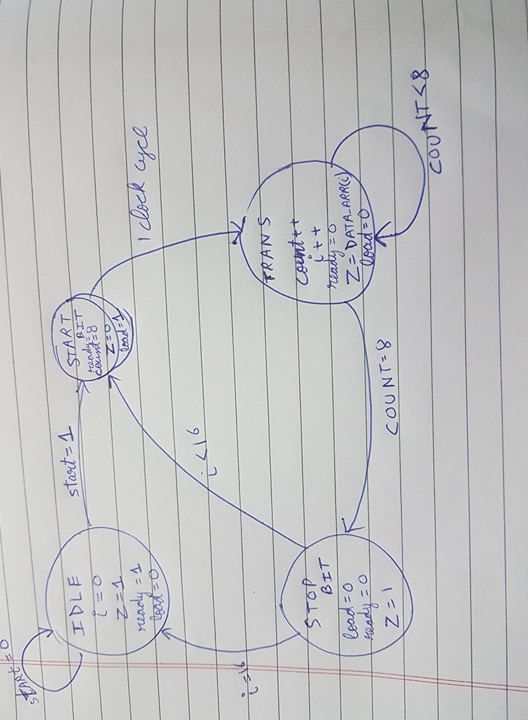 start=0
IDLE
i=0
Z=1
ready=1
load=0
start=1
START
BIT
ready=0
count=0
Z=0
load=1
1 clock cycle
TRANS
count++
i++
ready=0
Z=DATA_ARR(i)
load=0
COUNT<8
COUNT=8
STOP
BIT
load=0
ready=0
Z=1
i<16
i=16